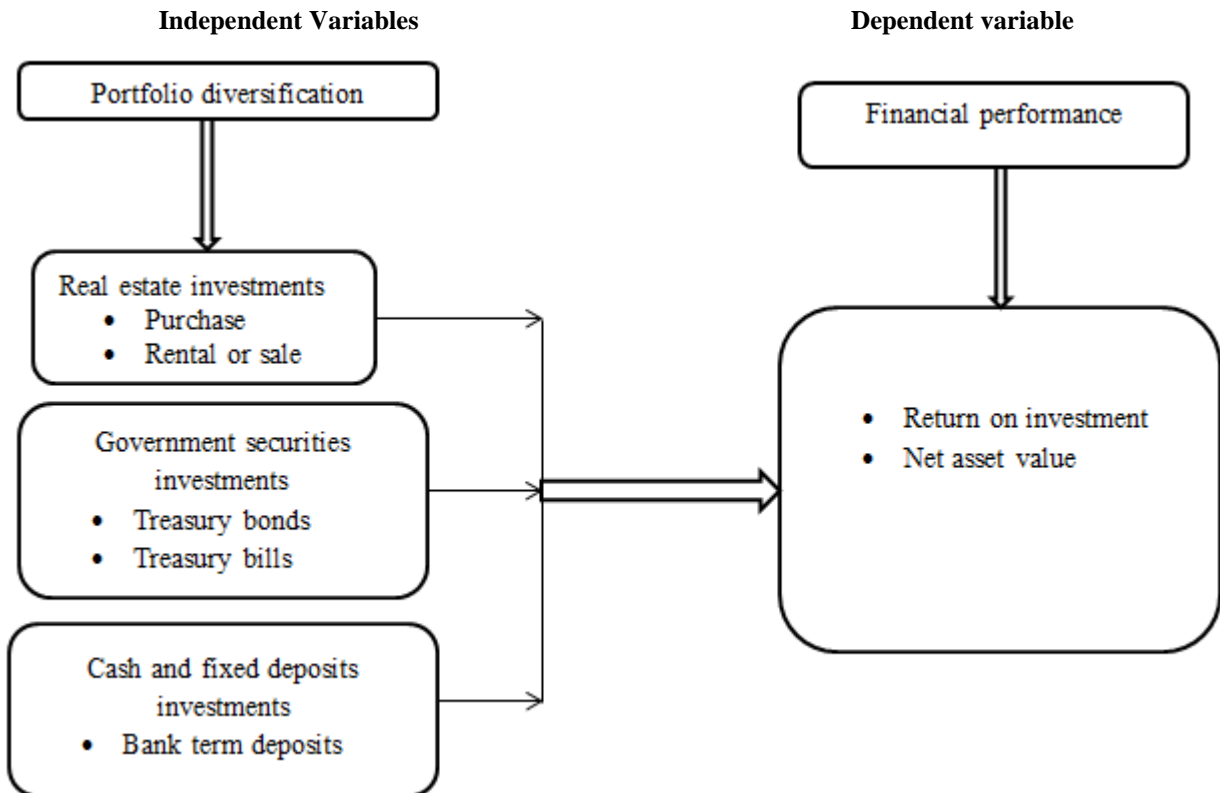 Independent Variables
Dependent variable
Portfolio diversification
Financial performance
Real estate investments
• Purchase
• Rental or sale
Government securities
investments
• Treasury bonds
• Treasury bills
Cash and fixed deposits
investments
• Bank term deposits
• Return on investment
• Net asset value